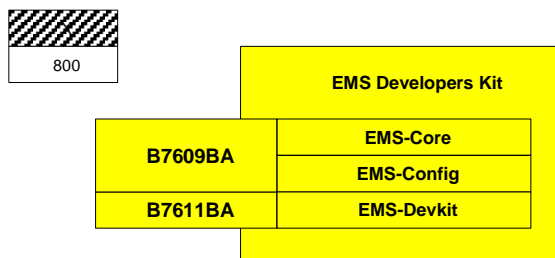 800
EMS Developers Kit
B7609BA
EMS-Core
EMS-Config
B7611BA
EMS-Devkit